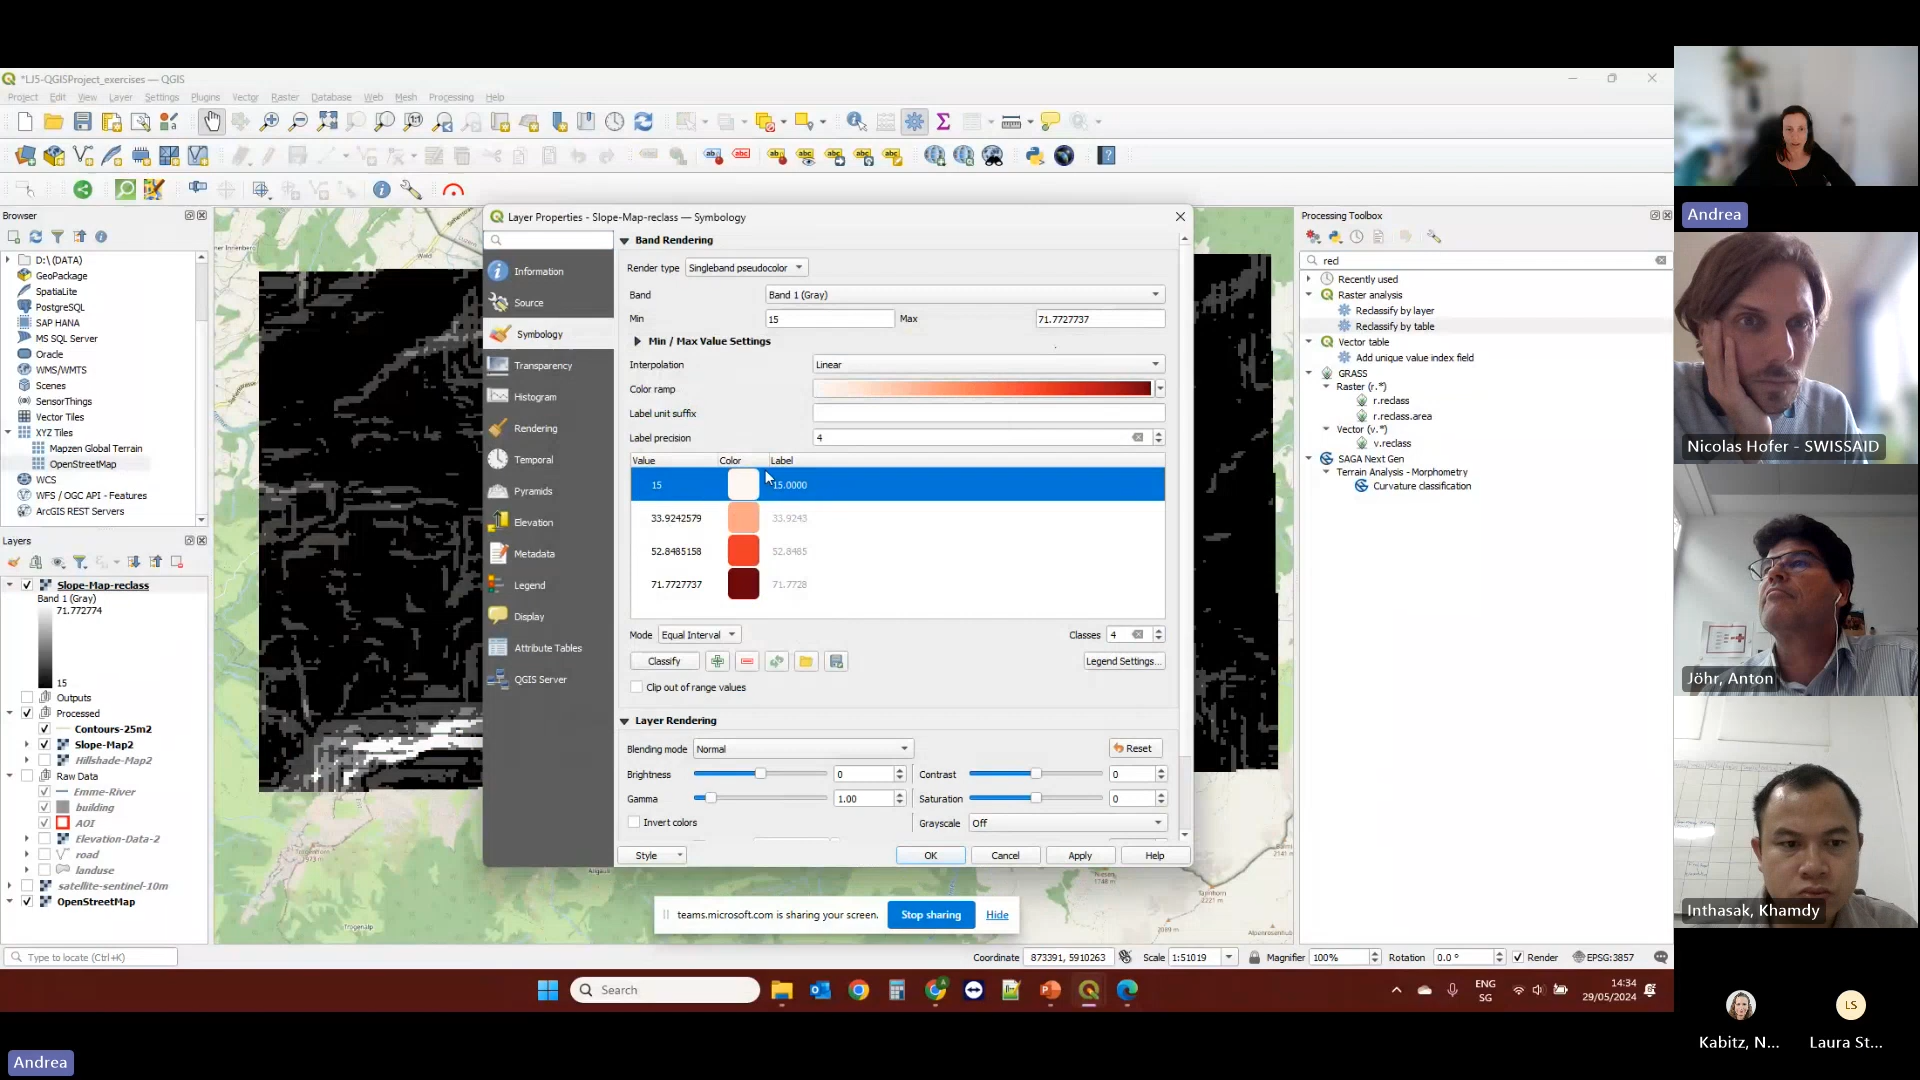 *LJ5-QGISProject_exercises — QGIS
Project Edit View Layer Settings Plugins Vector Raster Database Web Mesh Processing Help
Browser
D:\ (DATA)
GeoPackage
SpatiaLite
PostgreSQL
SAP HANA
MS SQL Server
Oracle
WMS/WMTS
Scenes
SensorThings
Vector Tiles
XYZ Tiles
Mapzen Global Terrain
OpenStreetMap
WCS
WFS / OGC API - Features
ArcGIS REST Servers
Layers
Slope-Map-reclass
Band 1 (Gray)
71.772774
15
Outputs
Processed
Contours-25m2
Slope-Map2
Hillshade-Map2
Raw Data
Emme-River
building
AOI
Elevation-Data-2
road
landuse
satellite-sentinel-10m
OpenStreetMap
Type to locate (Ctrl+K)
Layer Properties - Slope-Map-reclass — Symbology
Information
Source
Symbology
Transparency
Histogram
Rendering
Temporal
Pyramids
Elevation
Metadata
Legend
Display
Attribute Tables
QGIS Server
Band Rendering
Render type Singleband pseudocolor
Band Band 1 (Gray)
Min 15 Max 71.7727737
Min / Max Value Settings
Interpolation Linear
Color ramp
Label unit suffix
Label precision 4
Value Color Label
15 15.0000
33.9242579 33.9243
52.8485158 52.8485
71.7727737 71.7728
Mode Equal Interval Classes 4
Classify Legend Settings...
Clip out of range values
Layer Rendering
Blending mode Normal Reset
Brightness 0 Contrast 0
Gamma 1.00 Saturation 0
Invert colors Grayscale Off
Style OK Cancel Apply Help
teams.microsoft.com is sharing your screen. Stop sharing Hide
Processing Toolbox
red
Recently used
Raster analysis
Reclassify by layer
Reclassify by table
Vector table
Add unique value index field
GRASS
Raster (r.*)
r.reclass
r.reclass.area
Vector (v.*)
v.reclass
SAGA Next Gen
Terrain Analysis - Morphometry
Curvature classification
Coordinate 873391, 5910263 Scale 1:51019 Magnifier 100% Rotation 0.0 ° Render EPSG:3857
Search
ENG
SG
14:34
29/05/2024
Andrea
Nicolas Hofer - SWISSAID
Jöhr, Anton
Inthasak, Khamdy
LS
Kabitz, N... Laura St...
Andrea